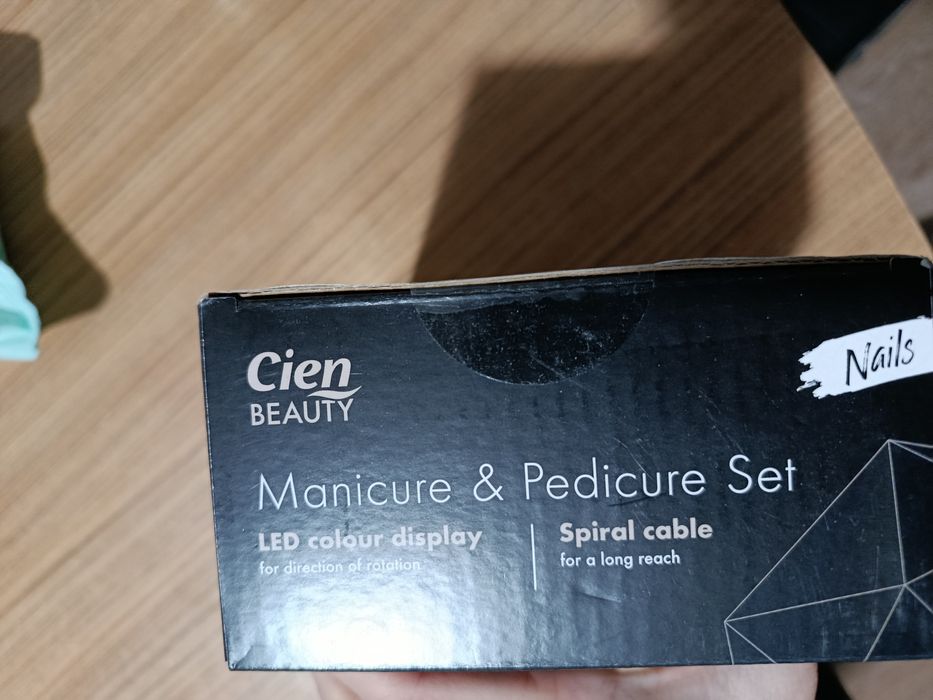 Cien
BEAUTY
Nails
Manicure & Pedicure Set
LED colour display
for direction of rotation
Spiral cable
for a long reach